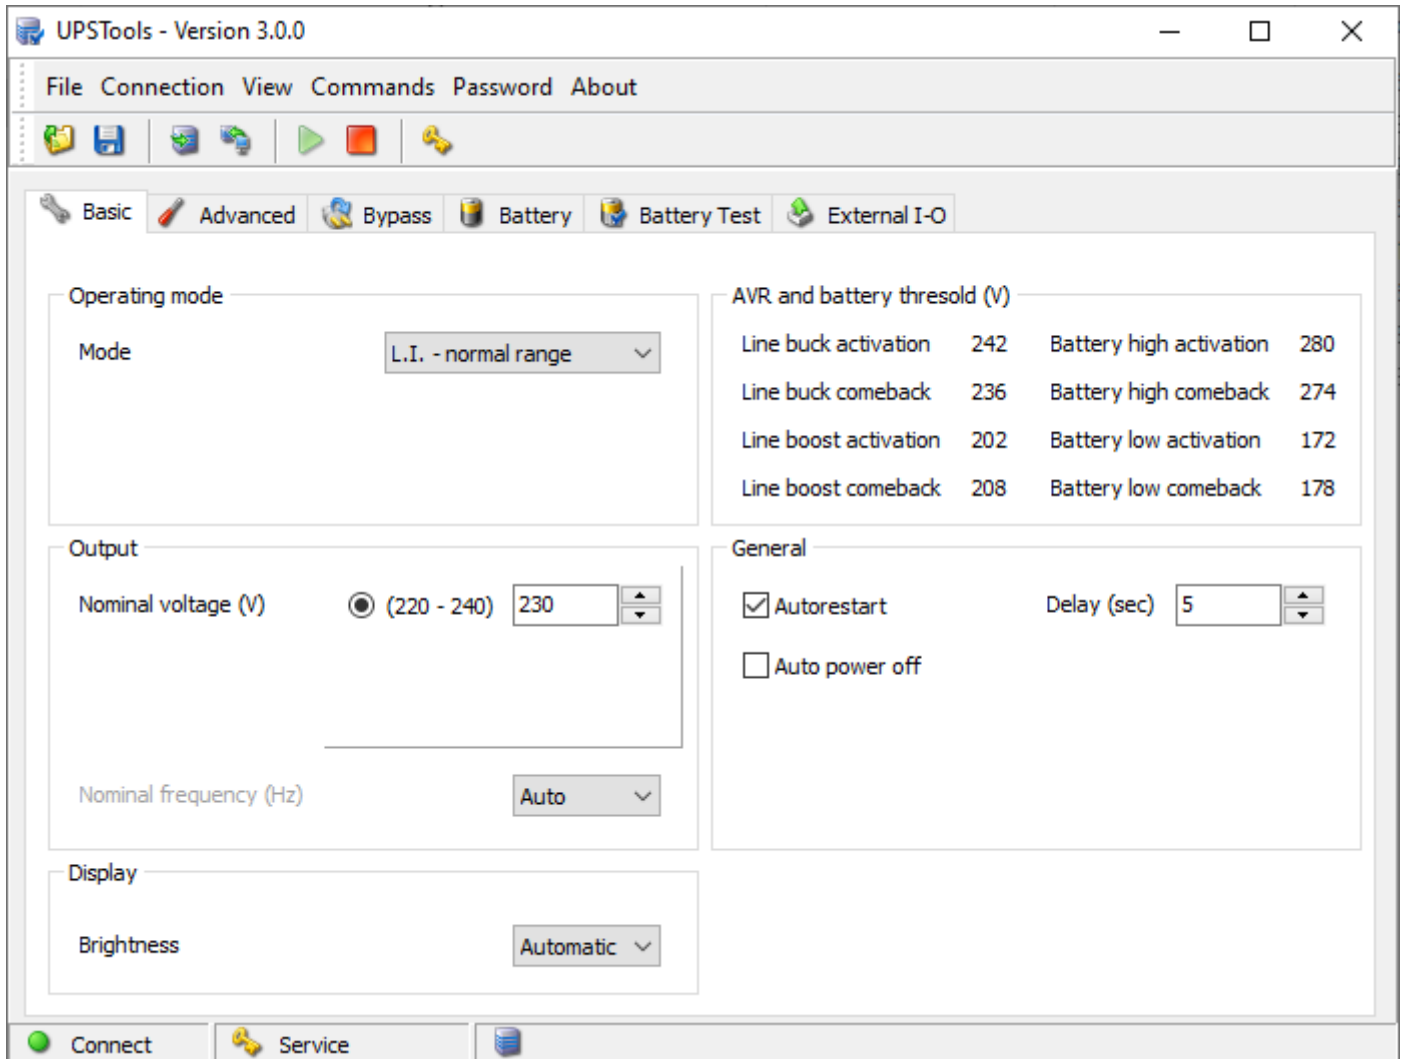 UPSTools - Version 3.0.0
File Connection View Commands Password About
Basic Advanced Bypass Battery Battery Test External I-O
Operating mode
Mode L.I. - normal range
AVR and battery thresold (V)
Line buck activation 242 Battery high activation 280
Line buck comeback 236 Battery high comeback 274
Line boost activation 202 Battery low activation 172
Line boost comeback 208 Battery low comeback 178
Output
Nominal voltage (V) (220 - 240) 230
Nominal frequency (Hz) Auto
General
Autorestart Delay (sec) 5
Auto power off
Display
Brightness Automatic
Connect Service